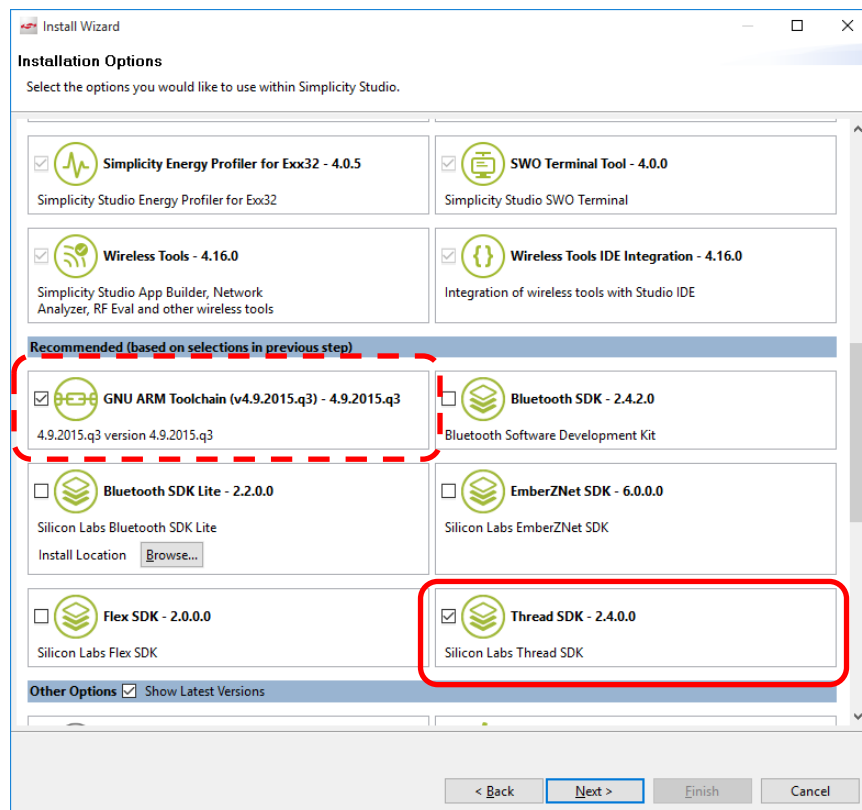 Install Wizard
Installation Options
Select the options you would like to use within Simplicity Studio.
Simplicity Energy Profiler for Exx32 - 4.0.5
Simplicity Studio Energy Profiler for Exx32
SWO Terminal Tool - 4.0.0
Simplicity Studio SWO Terminal
Wireless Tools - 4.16.0
Simplicity Studio App Builder, Network
Analyzer, RF Eval and other wireless tools
Wireless Tools IDE Integration - 4.16.0
Integration of wireless tools with Studio IDE
Recommended (based on selections in previous step)
GNU ARM Toolchain (v4.9.2015.q3) - 4.9.2015.q3
4.9.2015.q3 version 4.9.2015.q3
Bluetooth SDK - 2.4.2.0
Bluetooth Software Development Kit
Bluetooth SDK Lite - 2.2.0.0
Silicon Labs Bluetooth SDK Lite
Install Location Browse...
EmberZNet SDK - 6.0.0.0
Silicon Labs EmberZNet SDK
Flex SDK - 2.0.0.0
Silicon Labs Flex SDK
Thread SDK - 2.4.0.0
Silicon Labs Thread SDK
Other Options Show Latest Versions
< Back Next > Finish Cancel